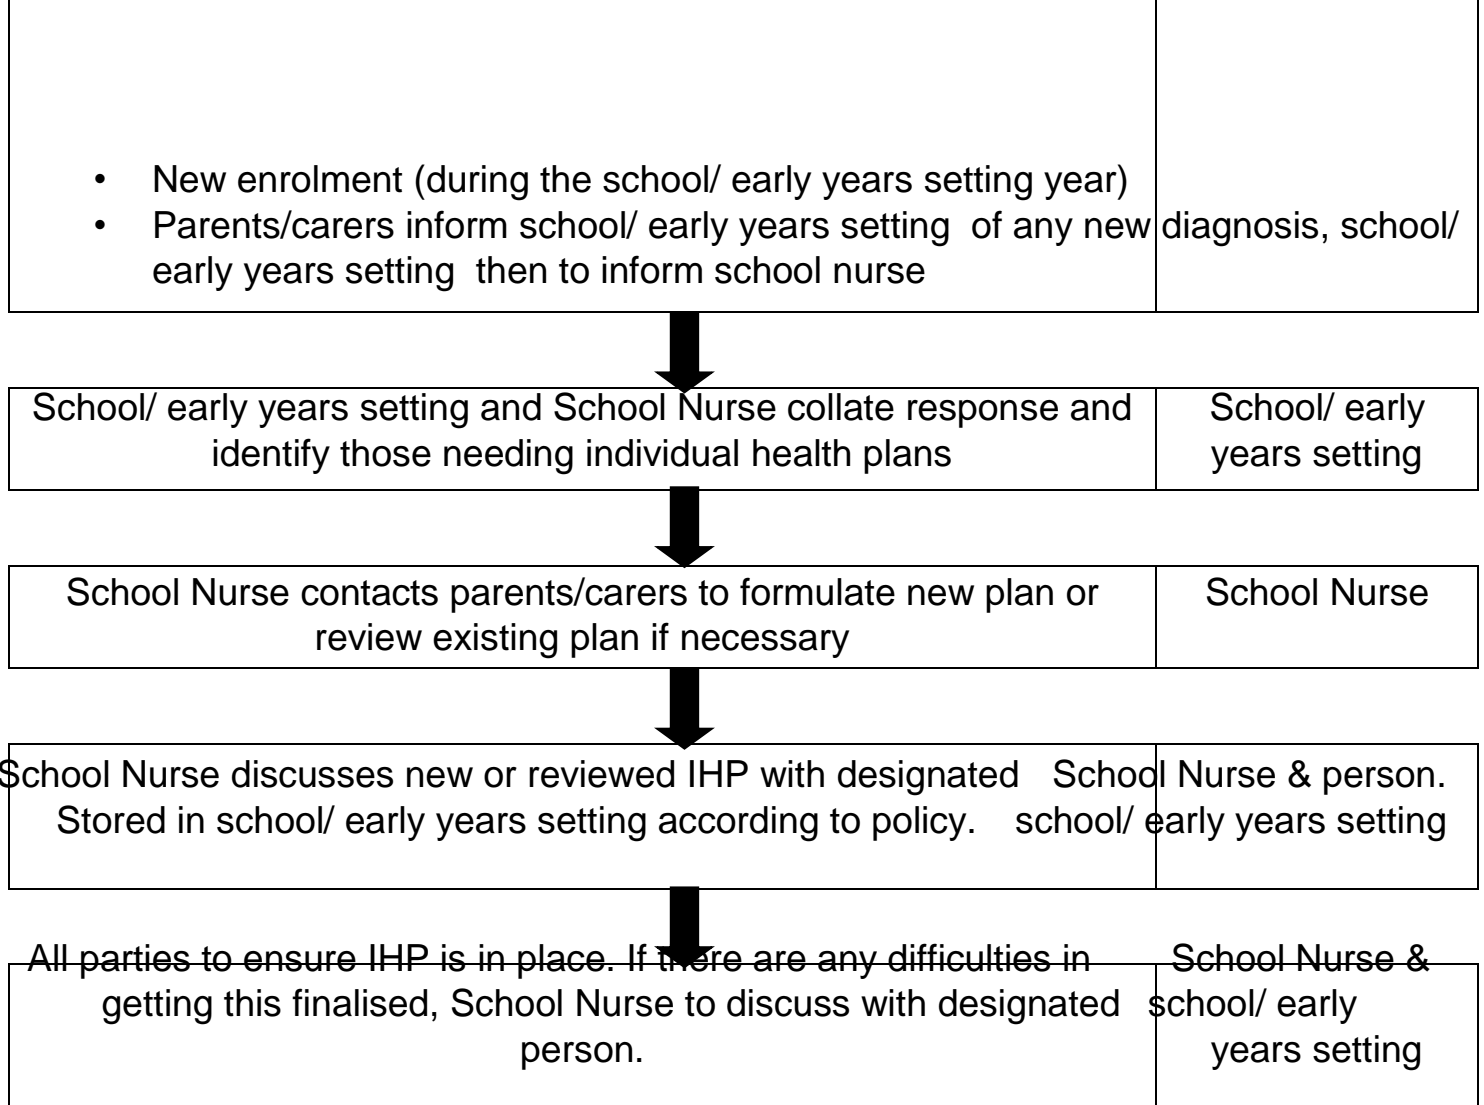 • New enrolment (during the school/ early years setting year)
• Parents/carers inform school/ early years setting of any new diagnosis, school/
early years setting then to inform school nurse
School/ early years setting and School Nurse collate response and
identify those needing individual health plans
School/ early
years setting
School Nurse contacts parents/carers to formulate new plan or
review existing plan if necessary
School Nurse
School Nurse discusses new or reviewed IHP with designated School Nurse & person.
Stored in school/ early years setting according to policy. school/ early years setting
All parties to ensure IHP is in place. If there are any difficulties in
getting this finalised, School Nurse to discuss with designated
person.
School Nurse &
school/ early
years setting